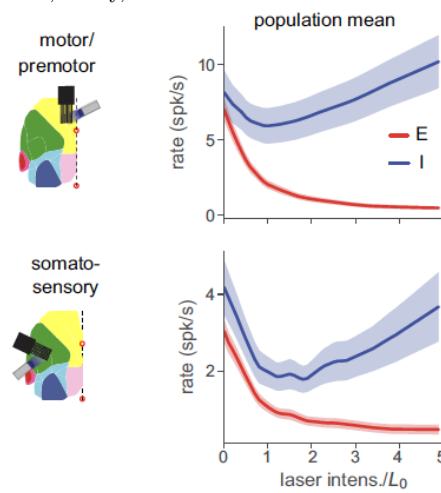 population mean
motor/
premotor
10
5
0
rate (spk/s)
E
I
somato-
sensory
4
2
rate (spk/s)
0 1 2 3 4 5
laser intens./L0